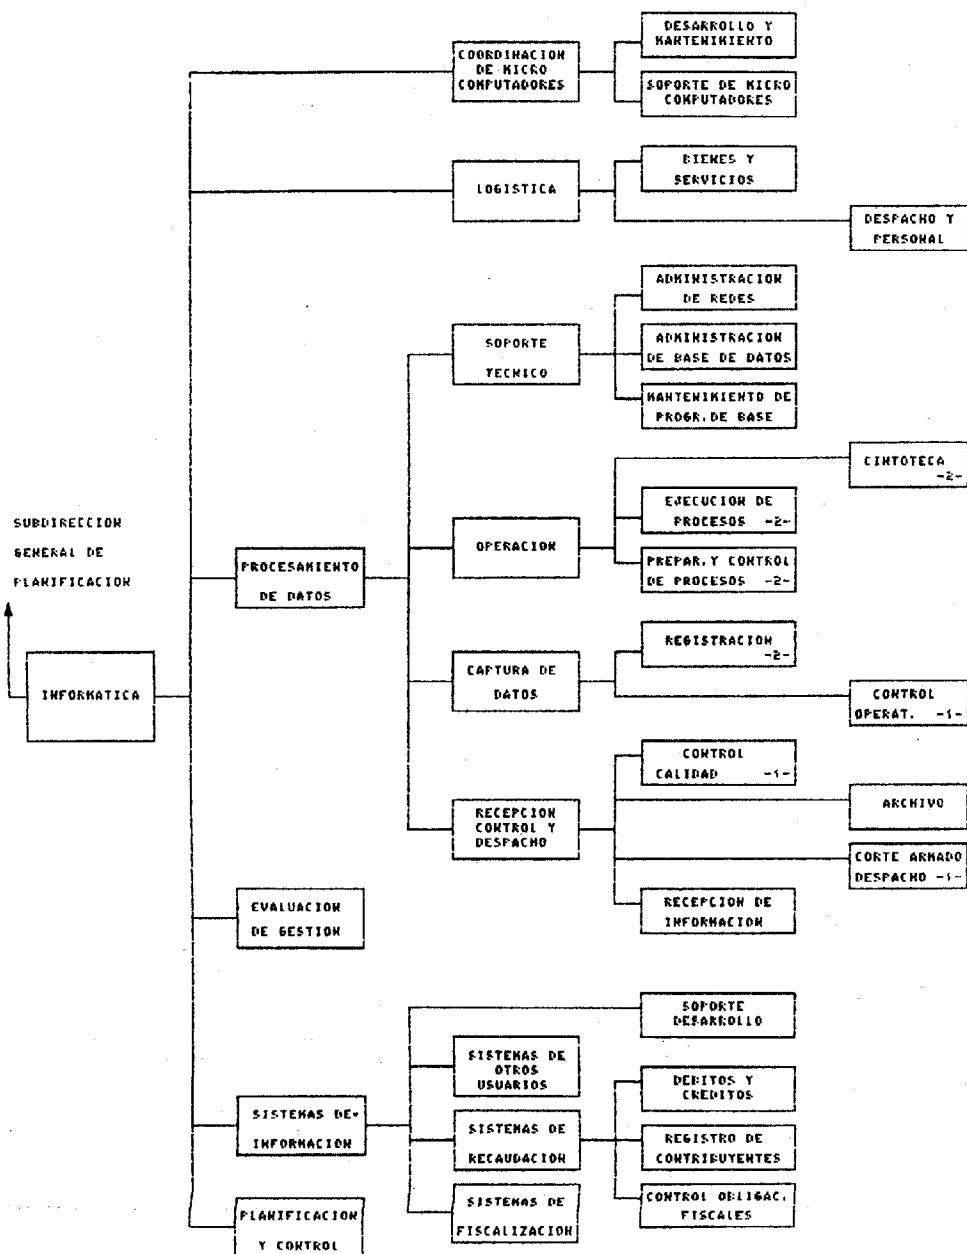 DESARROLLO Y
MANTENIMIENTO
COORDINACION
DE MICRO
COMPUTADORES
SOPORTE DE MICRO
COMPUTADORES
BIENES Y
SERVICIOS
LOGISTICA
DESPACHO Y
PERSONAL
ADMINISTRACION
DE REDES
SOPORTE
TECNICO
ADMINISTRACION
DE BASE DE DATOS
MANTENIMIENTO DE
PROGR. DE BASE
CINTOTECA
-2-
EJECUCION DE
PROCESOS -2-
OPERACION
PREPAR. Y CONTROL
DE PROCESOS -2-
SUBDIRECCION
GENERAL DE
PLANIFICACION
PROCESAMIENTO
DE DATOS
REGISTRACION
-2-
CAPTURA DE
DATOS
INFORMATICA
CONTROL
OPERAT. -1-
CONTROL
CALIDAD -1-
ARCHIVO
RECEPCION
CONTROL Y
DESPACHO
CORTE ARMADO
DESPACHO -1-
RECEPCION DE
INFORMACION
EVALUACION
DE GESTION
SOPORTE
DESARROLLO
SISTEMAS DE
OTROS
USUARIOS
DEBITOS Y
CREDITOS
SISTEMAS DE
INFORMACION
SISTEMAS DE
RECAUDACION
REGISTRO DE
CONTRIBUYENTES
CONTROL OBLIGAC.
FISCALES
SISTEMAS DE
FISCALIZACION
PLANIFICACION
Y CONTROL